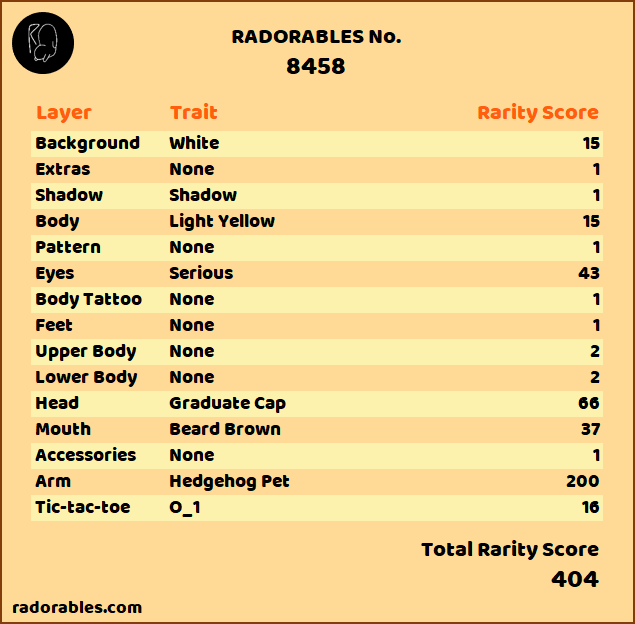 RADORABLES No.
8458
Layer Trait Rarity Score
Background White 15
Extras None 1
Shadow Shadow 1
Body Light Yellow 15
Pattern None 1
Eyes Serious 43
Body Tattoo None 1
Feet None 1
Upper Body None 2
Lower Body None 2
Head Graduate Cap 66
Mouth Beard Brown 37
Accessories None 1
Arm Hedgehog Pet 200
Tic-tac-toe O_1 16
Total Rarity Score
404
radorables.com